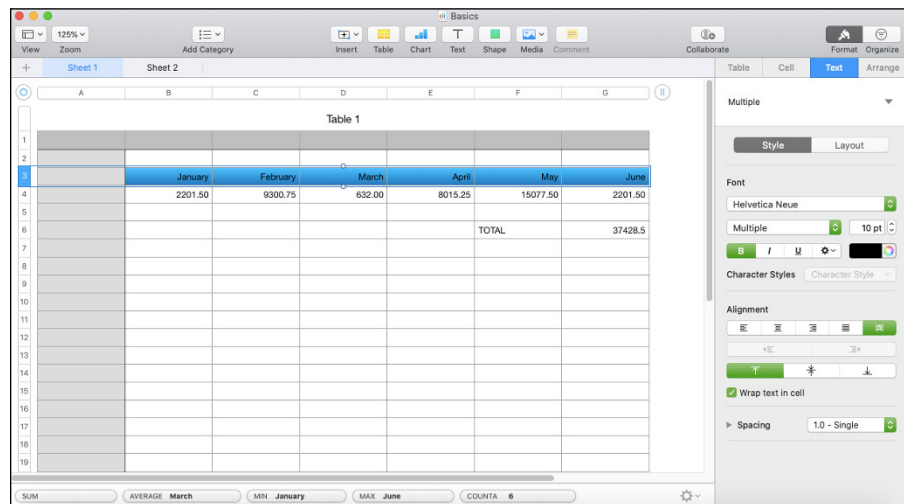 Basics
125%
View Zoom Add Category Insert Table Chart Text Shape Media Comment Collaborate Format Organize
Sheet 1 Sheet 2
Table Cell Text Arrange
A B C D E F G
Multiple
Table 1
Style Layout
Font
Helvetica Neue
Multiple 10 pt
B I U
Character Styles Character Style
Alignment
Wrap text in cell
Spacing 1.0 - Single
1
2
3 January February March April May June
4 2201.50 9300.75 632.00 8015.25 15077.50 2201.50
5
6 TOTAL 37428.5
7
8
9
10
11
12
13
14
15
16
17
18
19
SUM AVERAGE March MIN January MAX June COUNTA 6